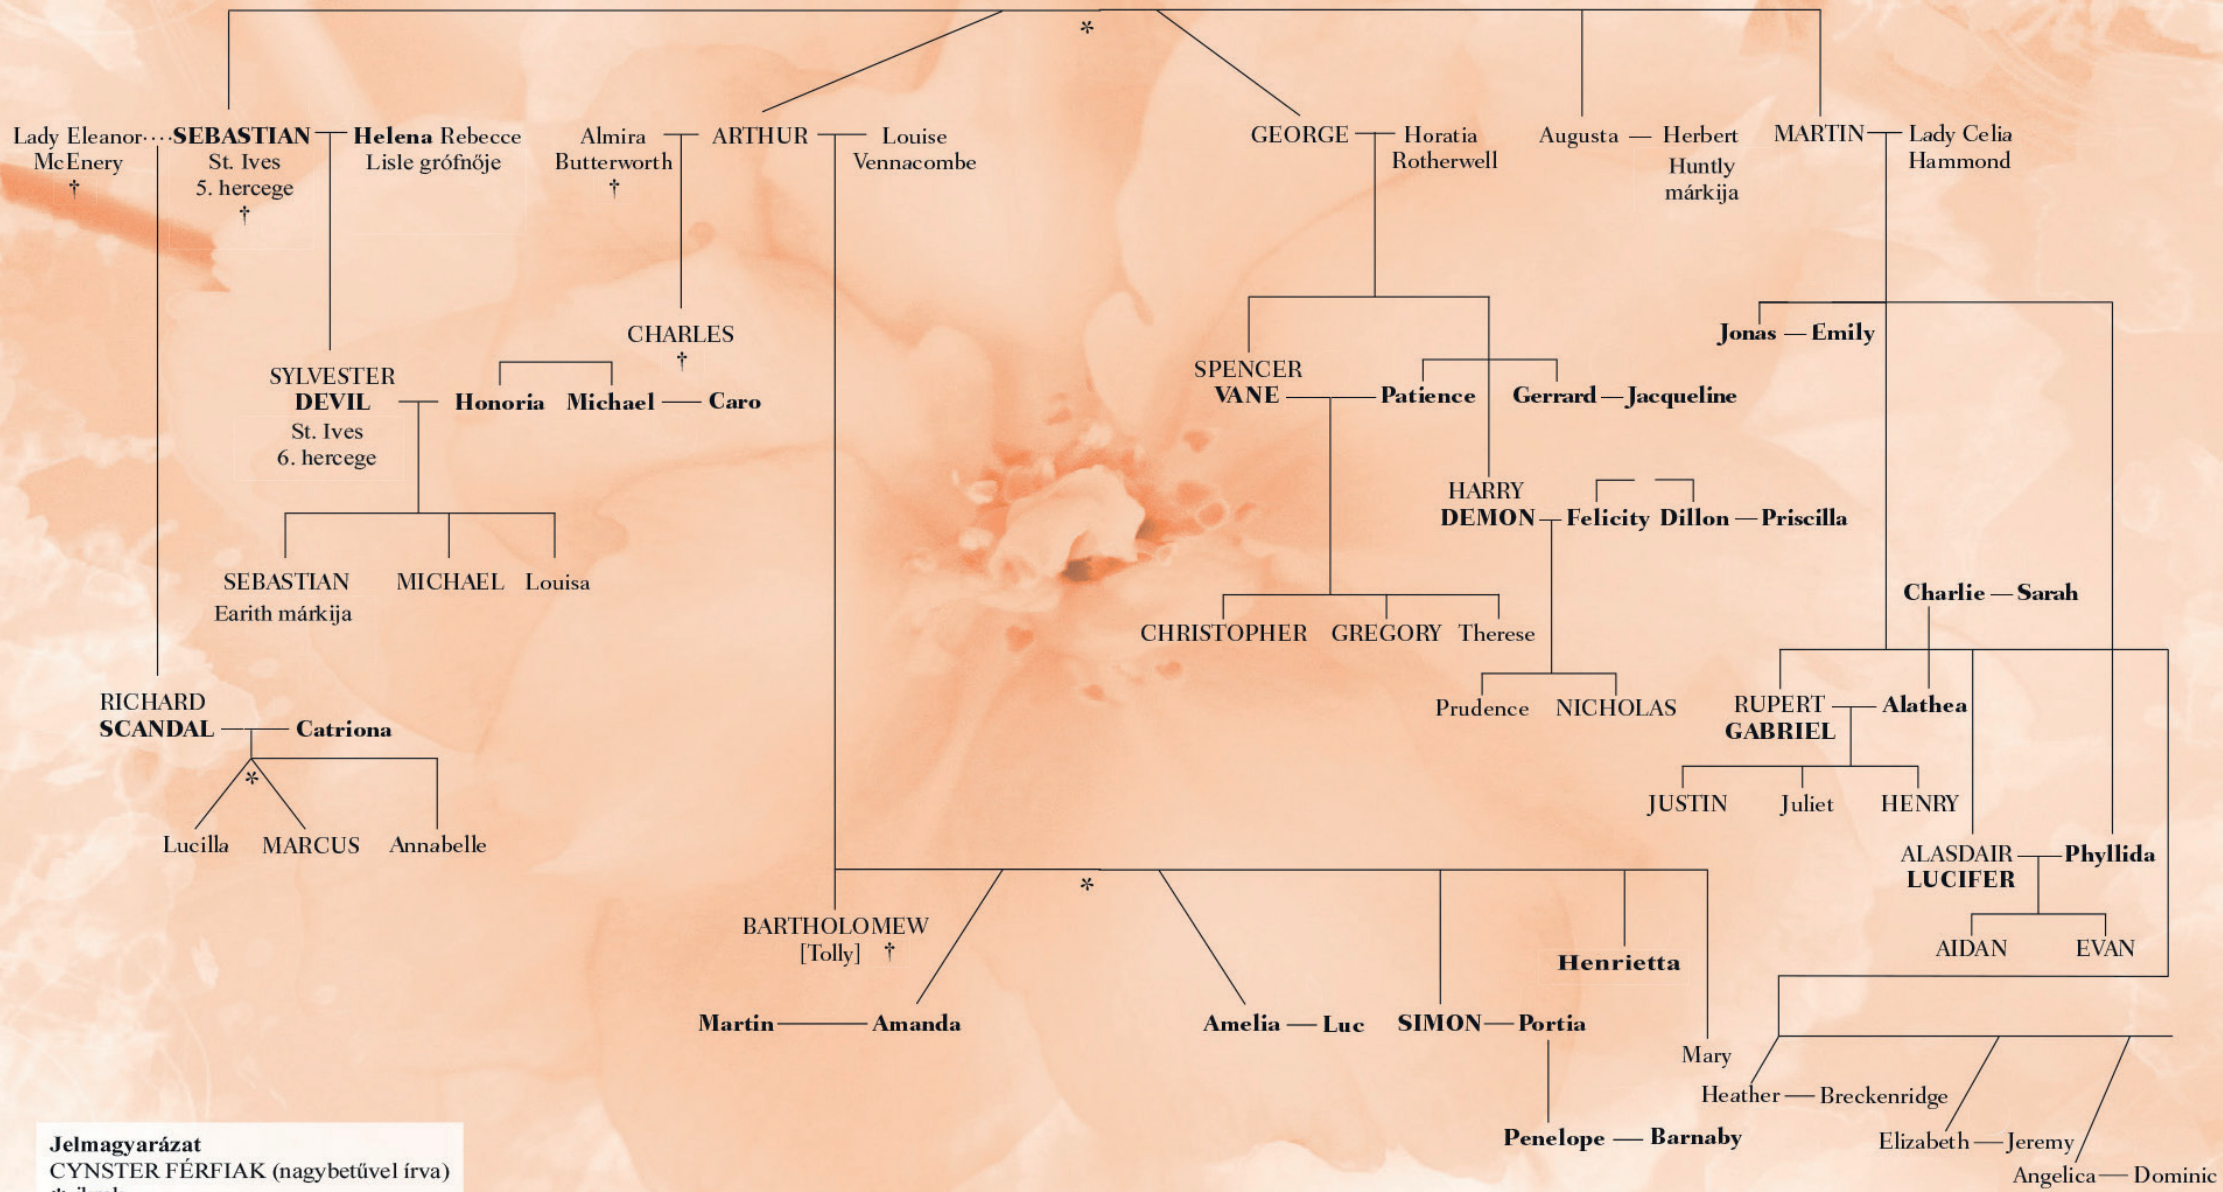 *
Lady Eleanor
McEnery
†
SEBASTIAN
St. Ives
5. hercege
†
Helena Rebecce
Lisle grófnője
Almira
Butterworth
†
ARTHUR
Louise
Vennacombe
GEORGE
Horatia
Rotherwell
Augusta
Herbert
Huntly
márkija
MARTIN
Lady Celia
Hammond
CHARLES
†
Jonas
Emily
SYLVESTER
DEVIL
St. Ives
6. hercege
Honoria
Michael
Caro
SPENCER
VANE
Patience
Gerrard
Jacqueline
HARRY
DEMON
Felicity
Dillon
Priscilla
SEBASTIAN
Earith márkija
MICHAEL
Louisa
CHRISTOPHER
GREGORY
Therese
Charlie
Sarah
Prudence
NICHOLAS
RICHARD
SCANDAL
Catriona
RUPERT
GABRIEL
Alathea
*
Lucilla
MARCUS
Annabelle
JUSTIN
Juliet
HENRY
ALASDAIR
LUCIFER
Phyllida
AIDAN
EVAN
*
BARTHOLOMEW
[Tolly] †
Henrietta
Martin
Amanda
Amelia
Luc
SIMON
Portia
Mary
Heather
Breckenridge
Penelope
Barnaby
Elizabeth
Jeremy
Angelica
Dominic
Jelmagyarázat
CYNSTER FÉRFIAK (nagybetűvel írva)